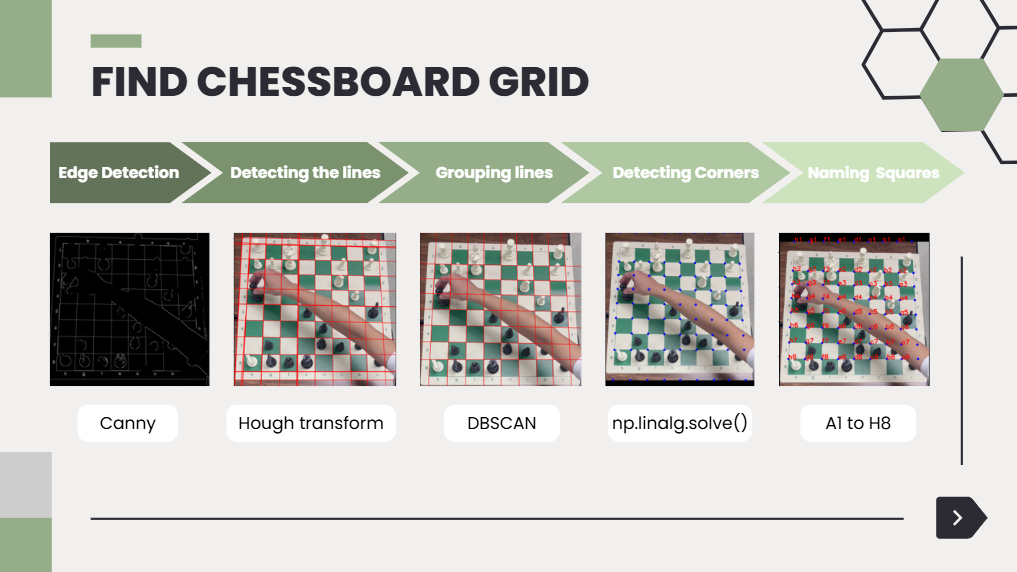 FIND CHESSBOARD GRID
Edge Detection
Detecting the lines
Grouping lines
Detecting Corners
Naming Squares
Canny
Hough transform
DBSCAN
np.linalg.solve()
A1 to H8